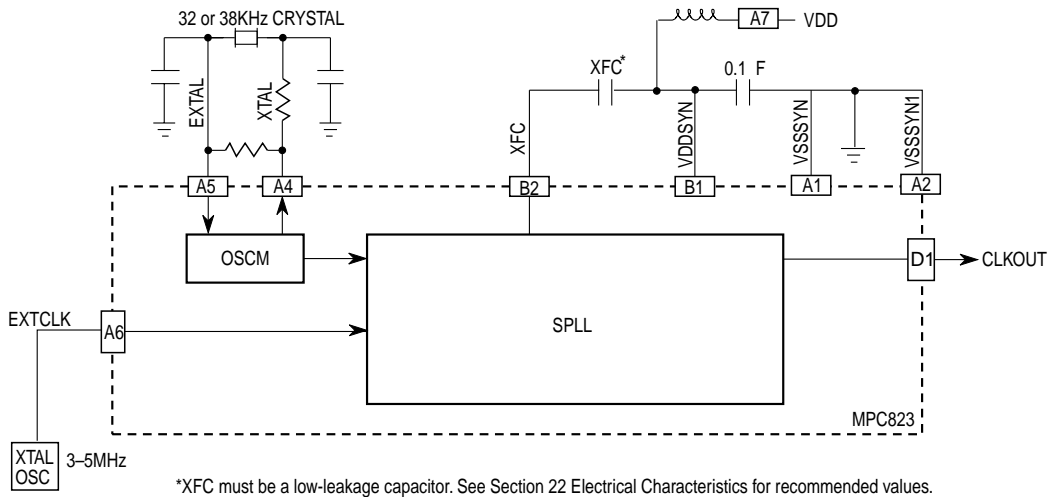 32 or 38KHz CRYSTAL
A7
VDD
XFC*
0.1 F
EXTAL
XTAL
XFC
VDDSYN
VSSSYN
VSSSYN1
A5
A4
B2
B1
A1
A2
OSCM
D1
CLKOUT
EXTCLK
A6
SPLL
MPC823
XTAL
OSC
3–5MHz
*XFC must be a low-leakage capacitor. See Section 22 Electrical Characteristics for recommended values.